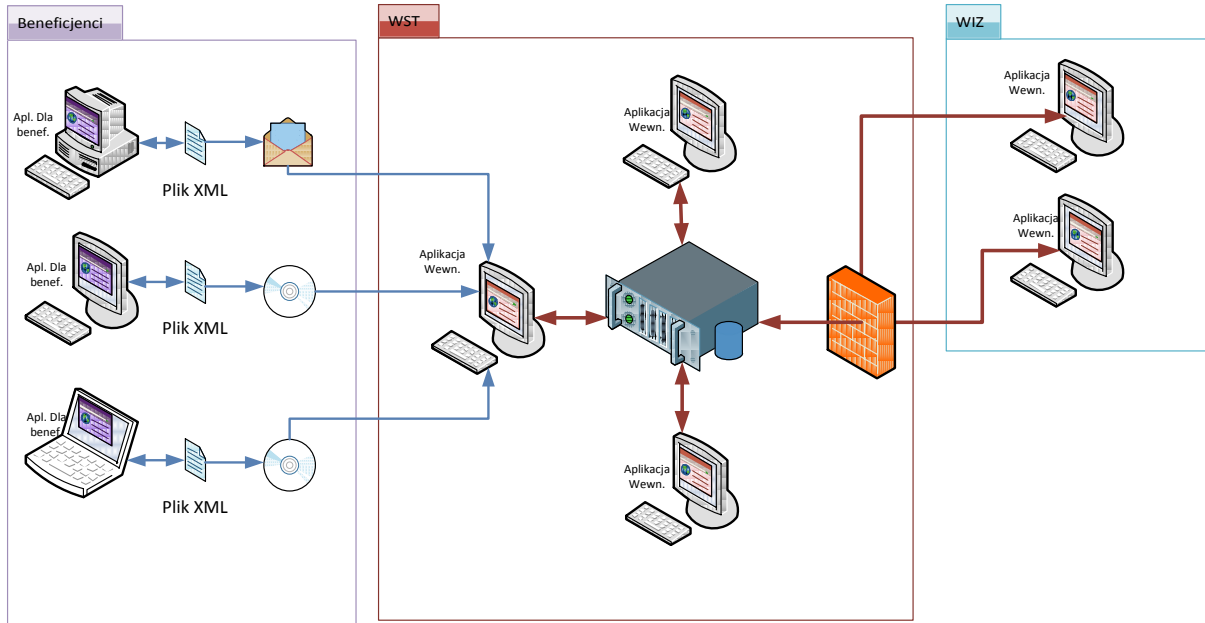 Beneficjenci
Apl. Dla
benef.
Plik XML
Apl. Dla
benef.
Plik XML
Apl. Dla
benef.
Plik XML
WST
Aplikacja
Wewn.
Aplikacja
Wewn.
Aplikacja
Wewn.
WIZ
Aplikacja
Wewn.
Aplikacja
Wewn.